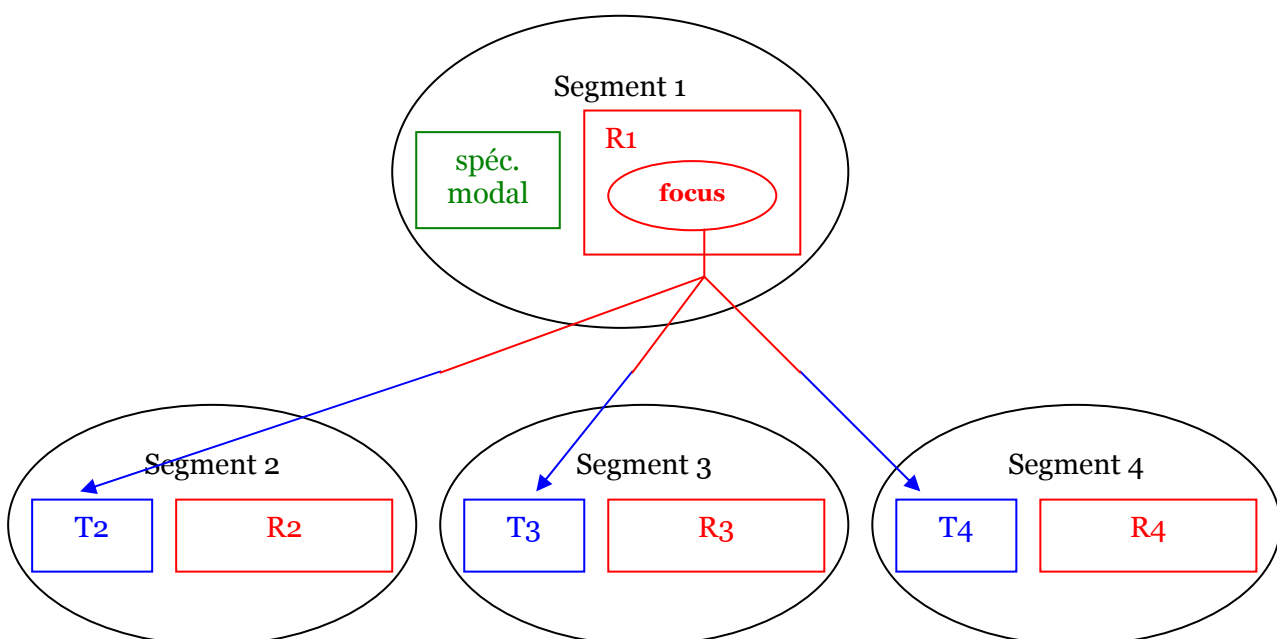 Segment 1
R1
spéc.
modal
focus
Segment 2
Segment 3
Segment 4
T2
R2
T3
R3
T4
R4